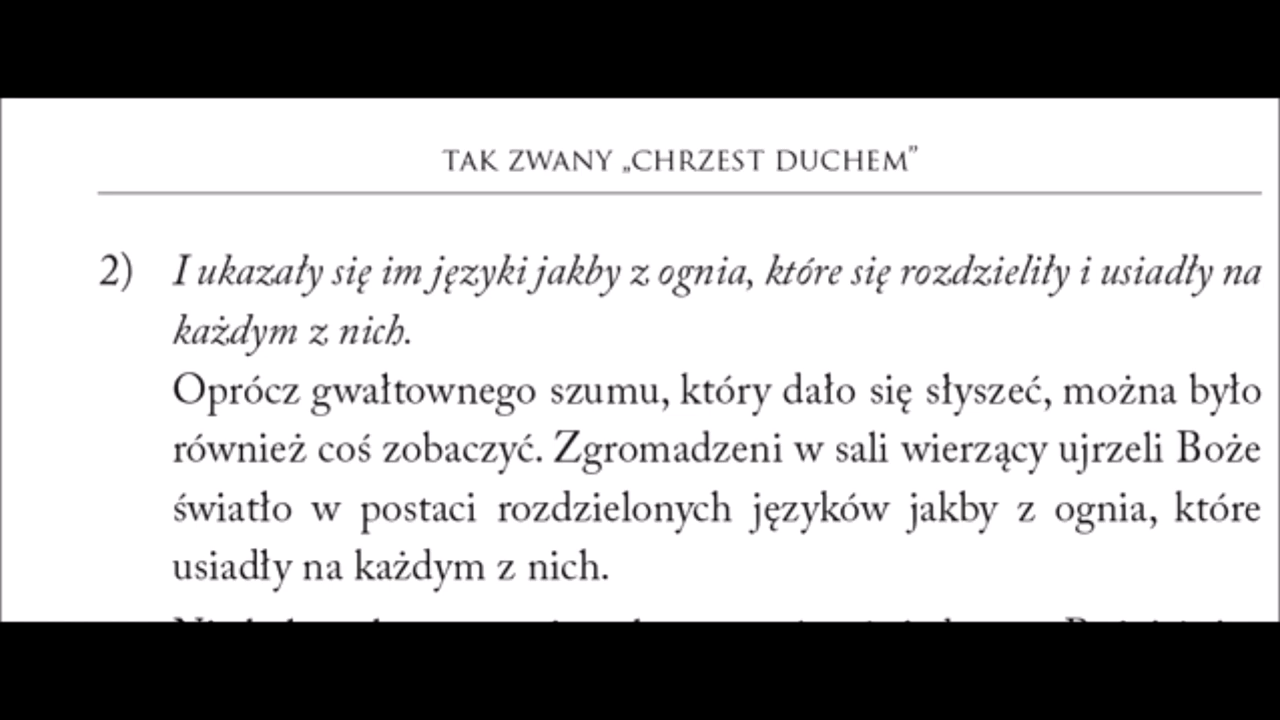 TAK ZWANY „CHRZEST DUCHEM”
2) I ukazały się im języki jakby z ognia, które się rozdzieliły i usiadły na
każdym z nich.
Oprócz gwałtownego szumu, który dało się słyszeć, można było
również coś zobaczyć. Zgromadzeni w sali wierzący ujrzeli Boże
światło w postaci rozdzielonych języków jakby z ognia, które
usiadły na każdym z nich.